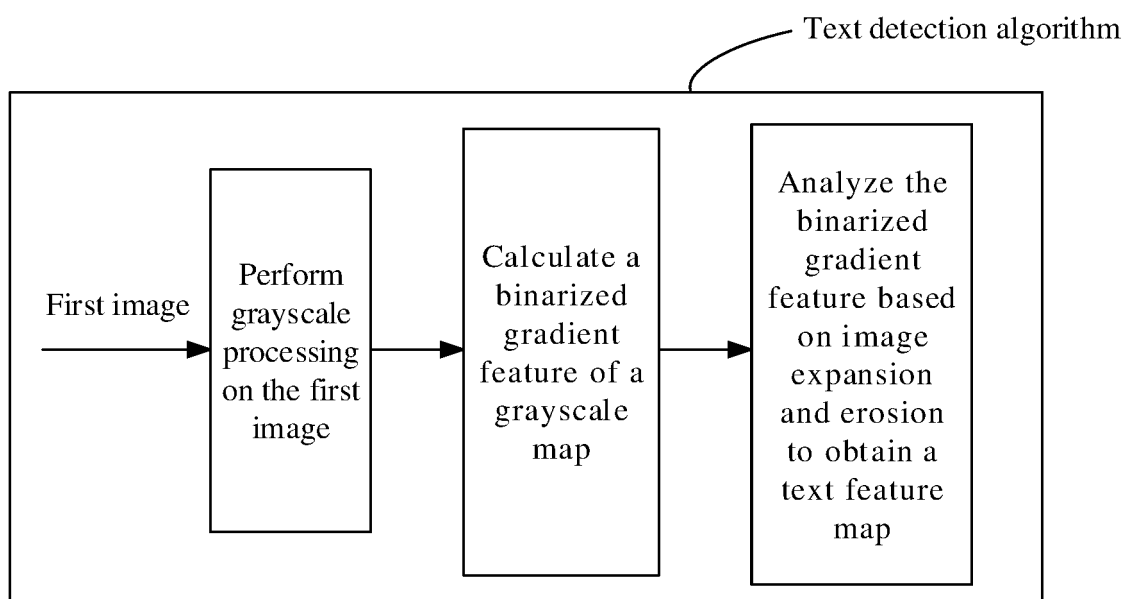 Text detection algorithm
First image
Perform
grayscale
processing
on the first
image
Calculate a
binarized
gradient
feature of a
grayscale
map
Analyze the
binarized
gradient
feature based
on image
expansion
and erosion
to obtain a
text feature
map